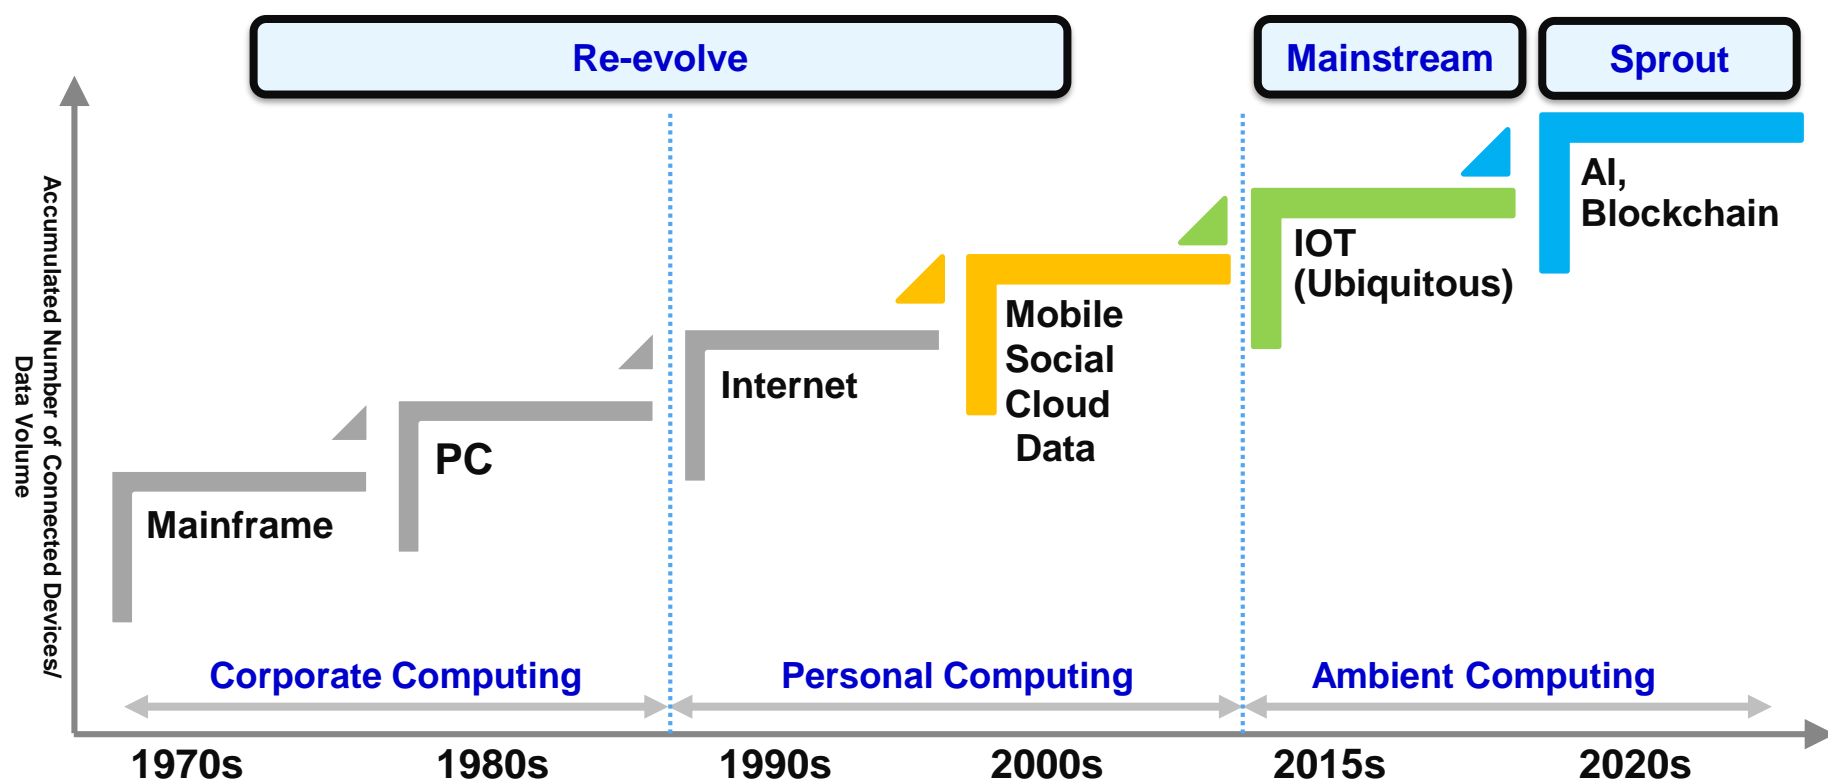 Re-evolve
Mainstream
Sprout
Accumulated Number of Connected Devices/
Data Volume
AI,
Blockchain
IOT
(Ubiquitous)
Mobile
Social
Cloud
Data
Internet
PC
Mainframe
Corporate Computing
Personal Computing
Ambient Computing
1970s
1980s
1990s
2000s
2015s
2020s